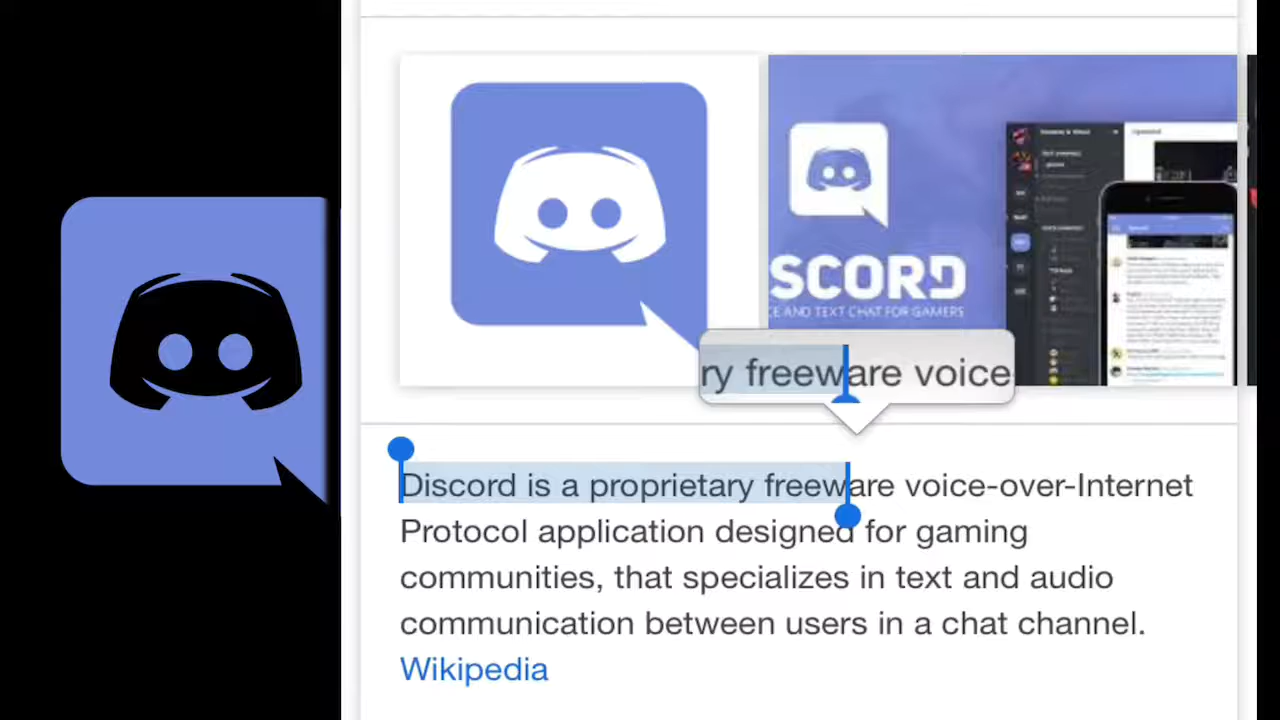 SCORD
CE AND TEXT CHAT FOR GAMERS
ry freeware voice
Discord is a proprietary freeware voice-over-Internet
Protocol application designed for gaming
communities, that specializes in text and audio
communication between users in a chat channel.
Wikipedia